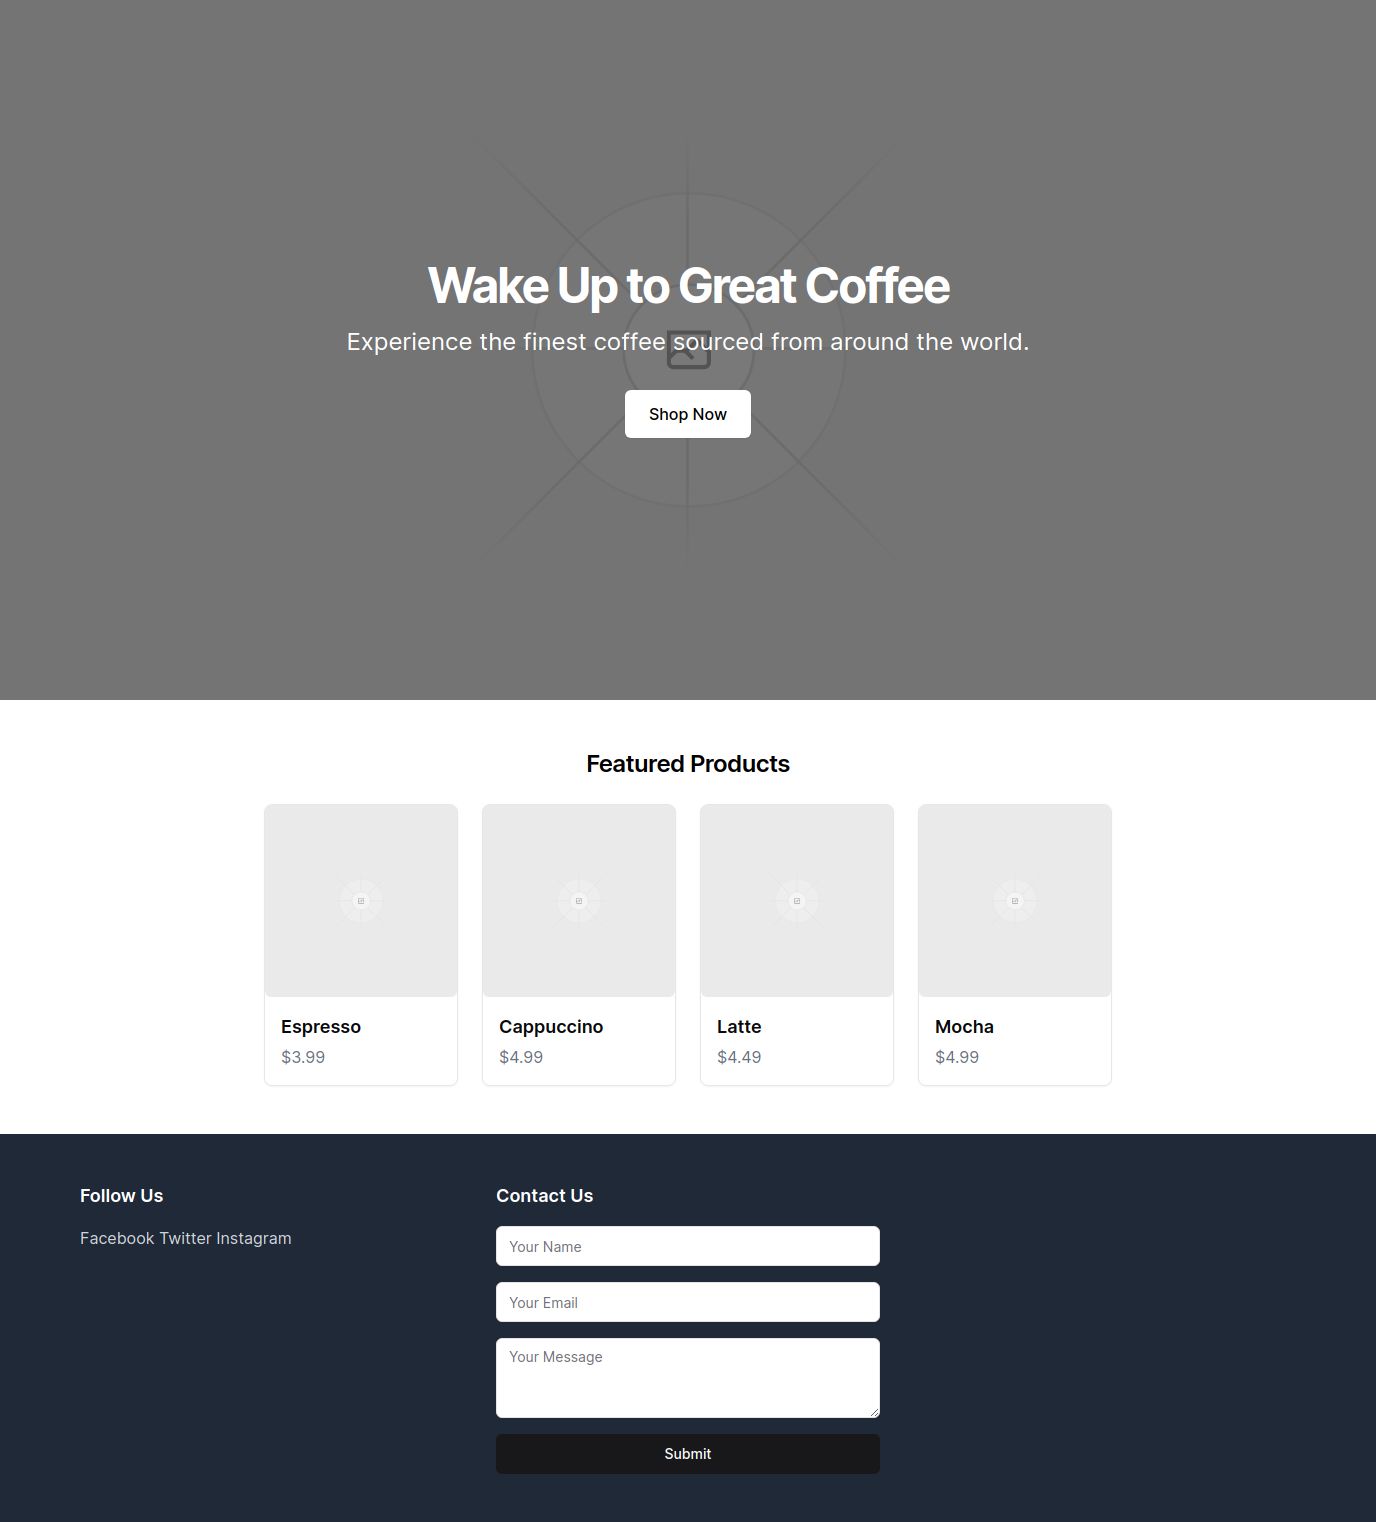 Wake Up to Great Coffee
Experience the finest coffee sourced from around the world.
Shop Now
Featured Products
Espresso
$3.99
Cappuccino
$4.99
Latte
$4.49
Mocha
$4.99
Follow Us
Facebook Twitter Instagram
Contact Us
Your Name
Your Email
Your Message
Submit